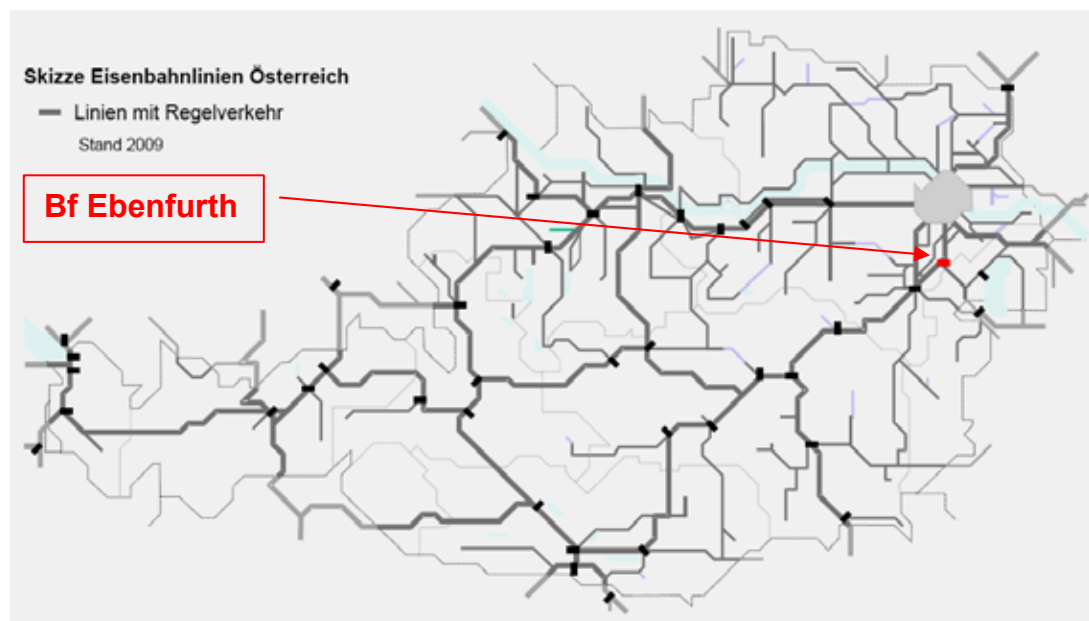 Skizze Eisenbahnlinien Österreich
Linien mit Regelverkehr
Stand 2009
Bf Ebenfurth